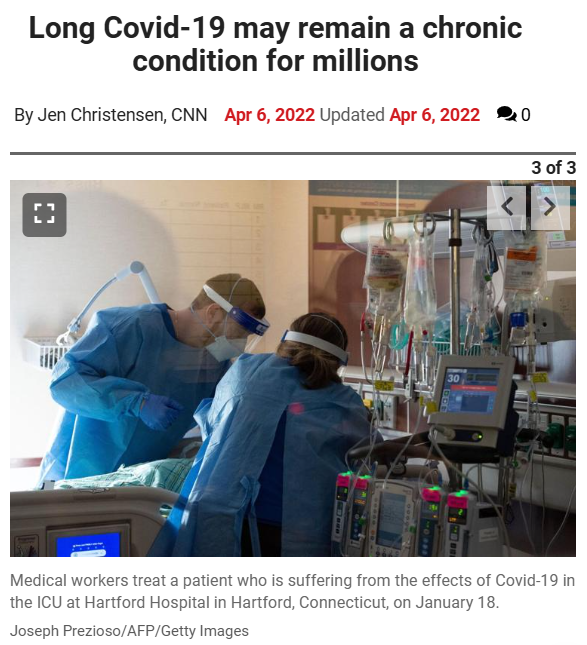 Long Covid-19 may remain a chronic
condition for millions
By Jen Christensen, CNN Apr 6, 2022 Updated Apr 6, 2022 0
3 of 3
30
Medical workers treat a patient who is suffering from the effects of Covid-19 in
the ICU at Hartford Hospital in Hartford, Connecticut, on January 18.
Joseph Prezioso/AFP/Getty Images